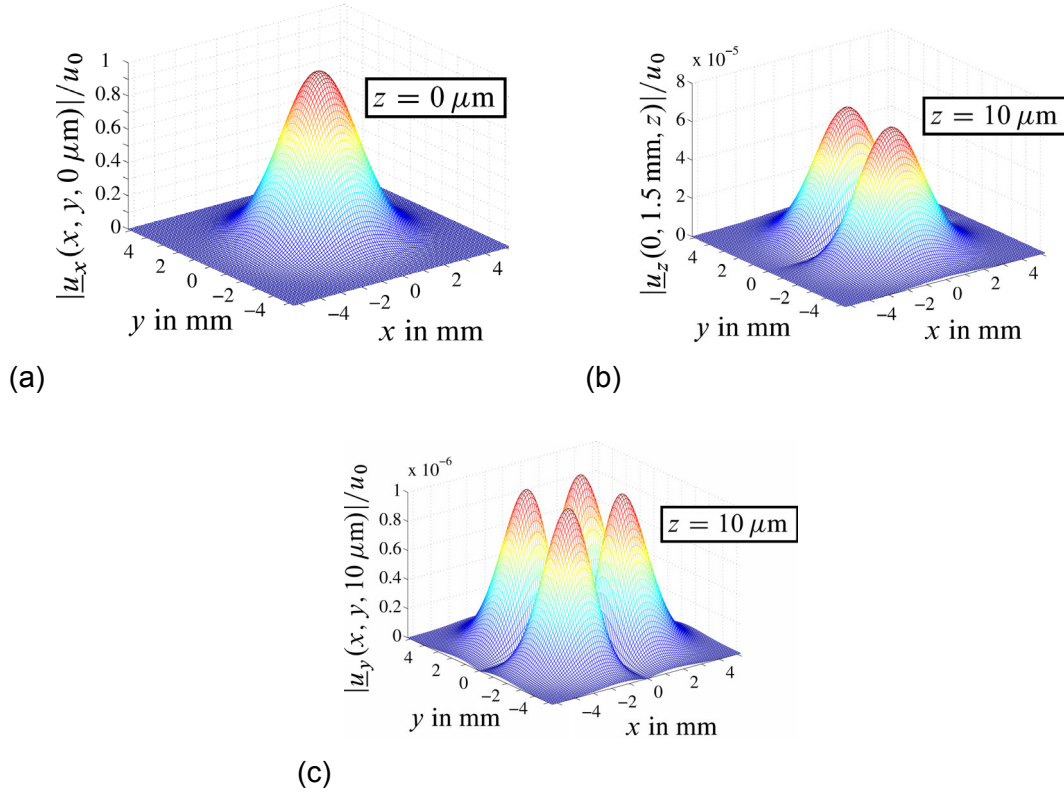 |u_x(x, y, 0 μm)|/u_0
1
0.8
0.6
0.4
0.2
0
z = 0 μm
4
2
0
−2
−4
y in mm
−4
−2
0
2
4
x in mm
(a)
x 10^−5
|u_z(0, 1.5 mm, z)|/u_0
8
6
4
2
0
z = 10 μm
4
2
0
−2
−4
y in mm
−4
−2
0
2
4
x in mm
(b)
x 10^−6
|u_y(x, y, 10 μm)|/u_0
1
0.8
0.6
0.4
0.2
0
z = 10 μm
4
2
0
−2
−4
y in mm
−4
−2
0
2
4
x in mm
(c)